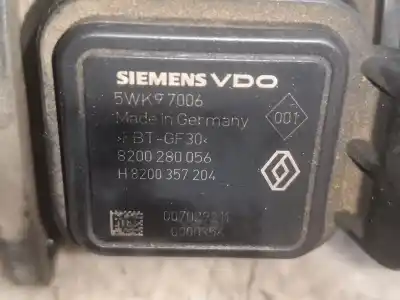 SIEMENS VDO
5WK9 7006
Made in Germany
001
>PBT-GF30<
8200 280 056
H 8200 357 204